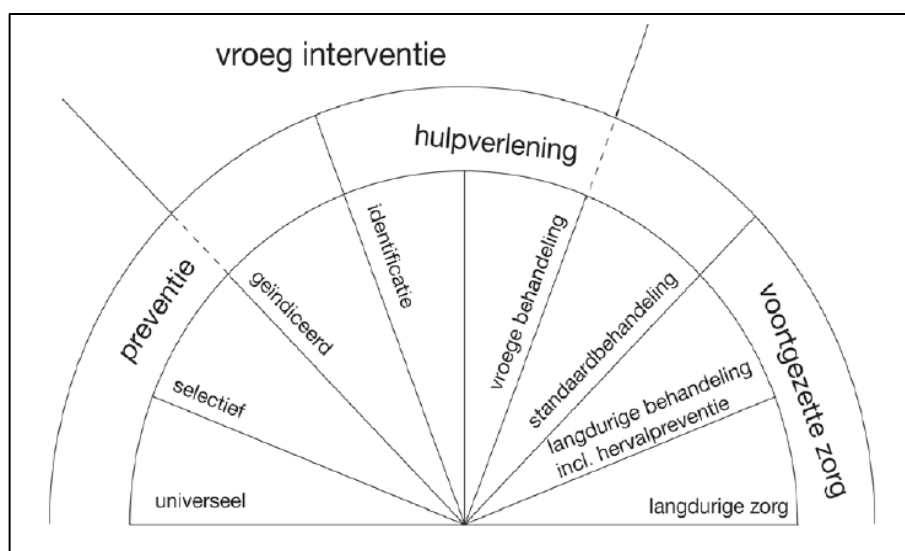 vroeg interventie
hulpverlening
preventie
voortgezette zorg
universeel
selectief
geïndiceerd
identificatie
vroege behandeling
standaardbehandeling
langdurige behandeling
incl. hervalpreventie
langdurige zorg